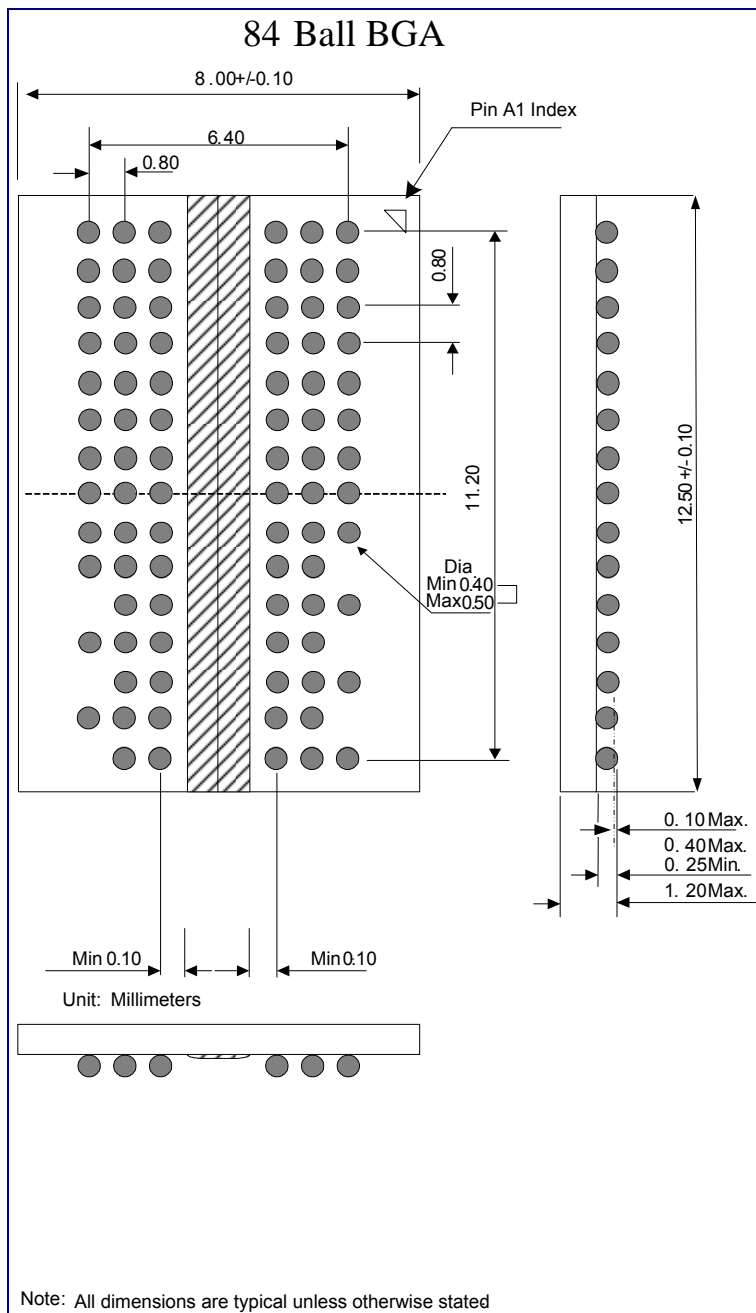 84 Ball BGA
8.00+/-0.10
Pin A1 Index
6.40
0.80
0.80
11.20
12.50 +/- 0.10
Dia
Min 0.40
Max 0.50
0. 10 Max.
0. 40 Max.
0. 25 Min.
1. 20 Max.
Min 0.10
Min 0.10
Unit: Millimeters
Note: All dimensions are typical unless otherwise stated